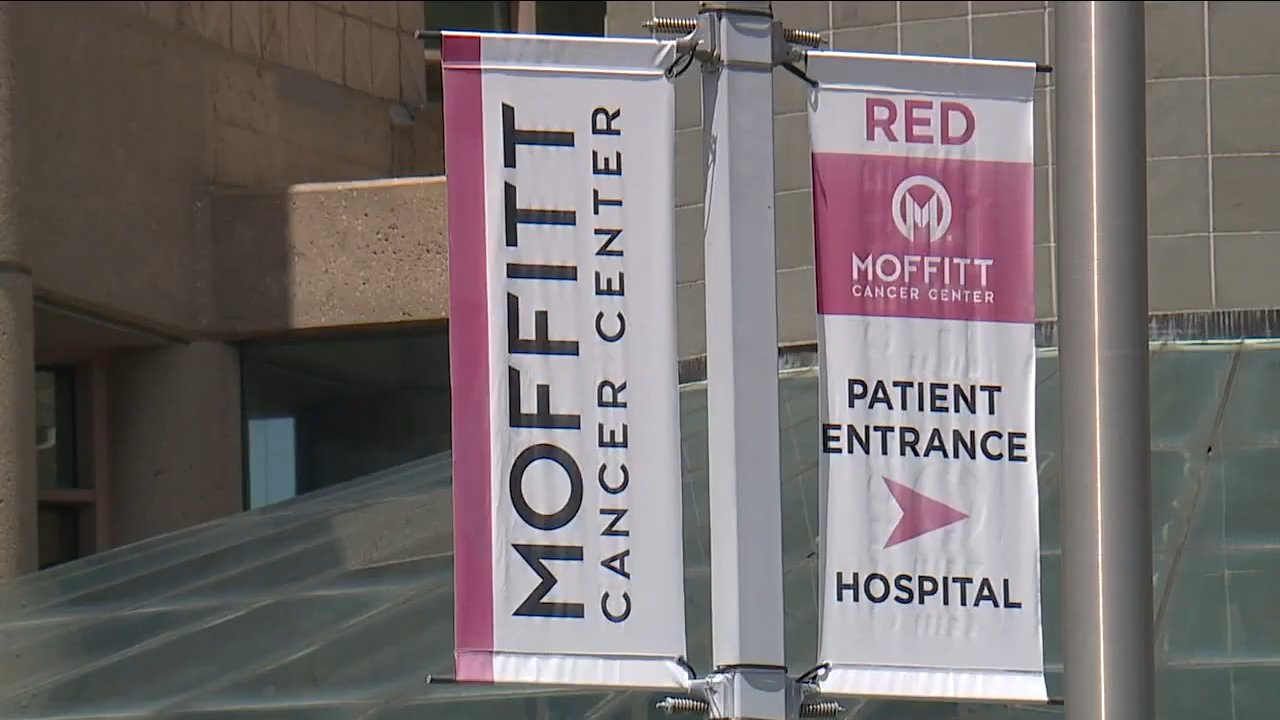 MOFFITT
CANCER CENTER
RED
MOFFITT
CANCER CENTER
PATIENT
ENTRANCE
HOSPITAL